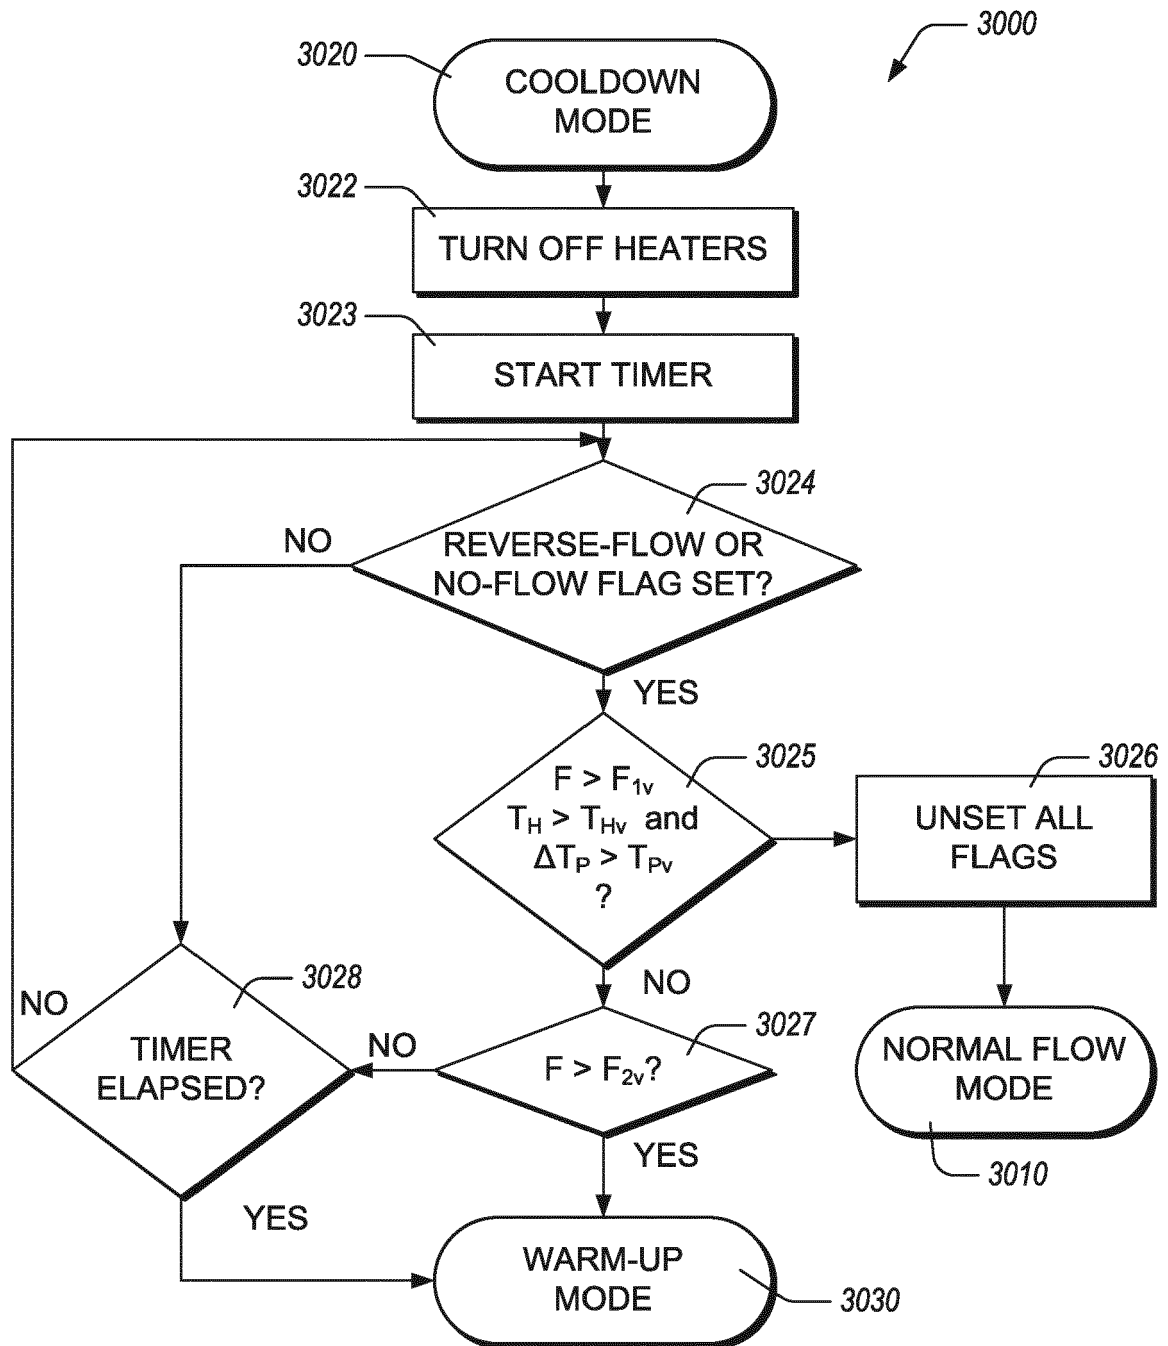 3000
3020
COOLDOWN
MODE
3022
TURN OFF HEATERS
3023
START TIMER
3024
NO
REVERSE-FLOW OR
NO-FLOW FLAG SET?
YES
3025
F > F1v
TH > THv and
ΔTP > TPv
?
3026
UNSET ALL
FLAGS
NO
3028
NO
TIMER
ELAPSED?
NO
3027
F > F2v?
NORMAL FLOW
MODE
3010
YES
YES
WARM-UP
MODE
3030